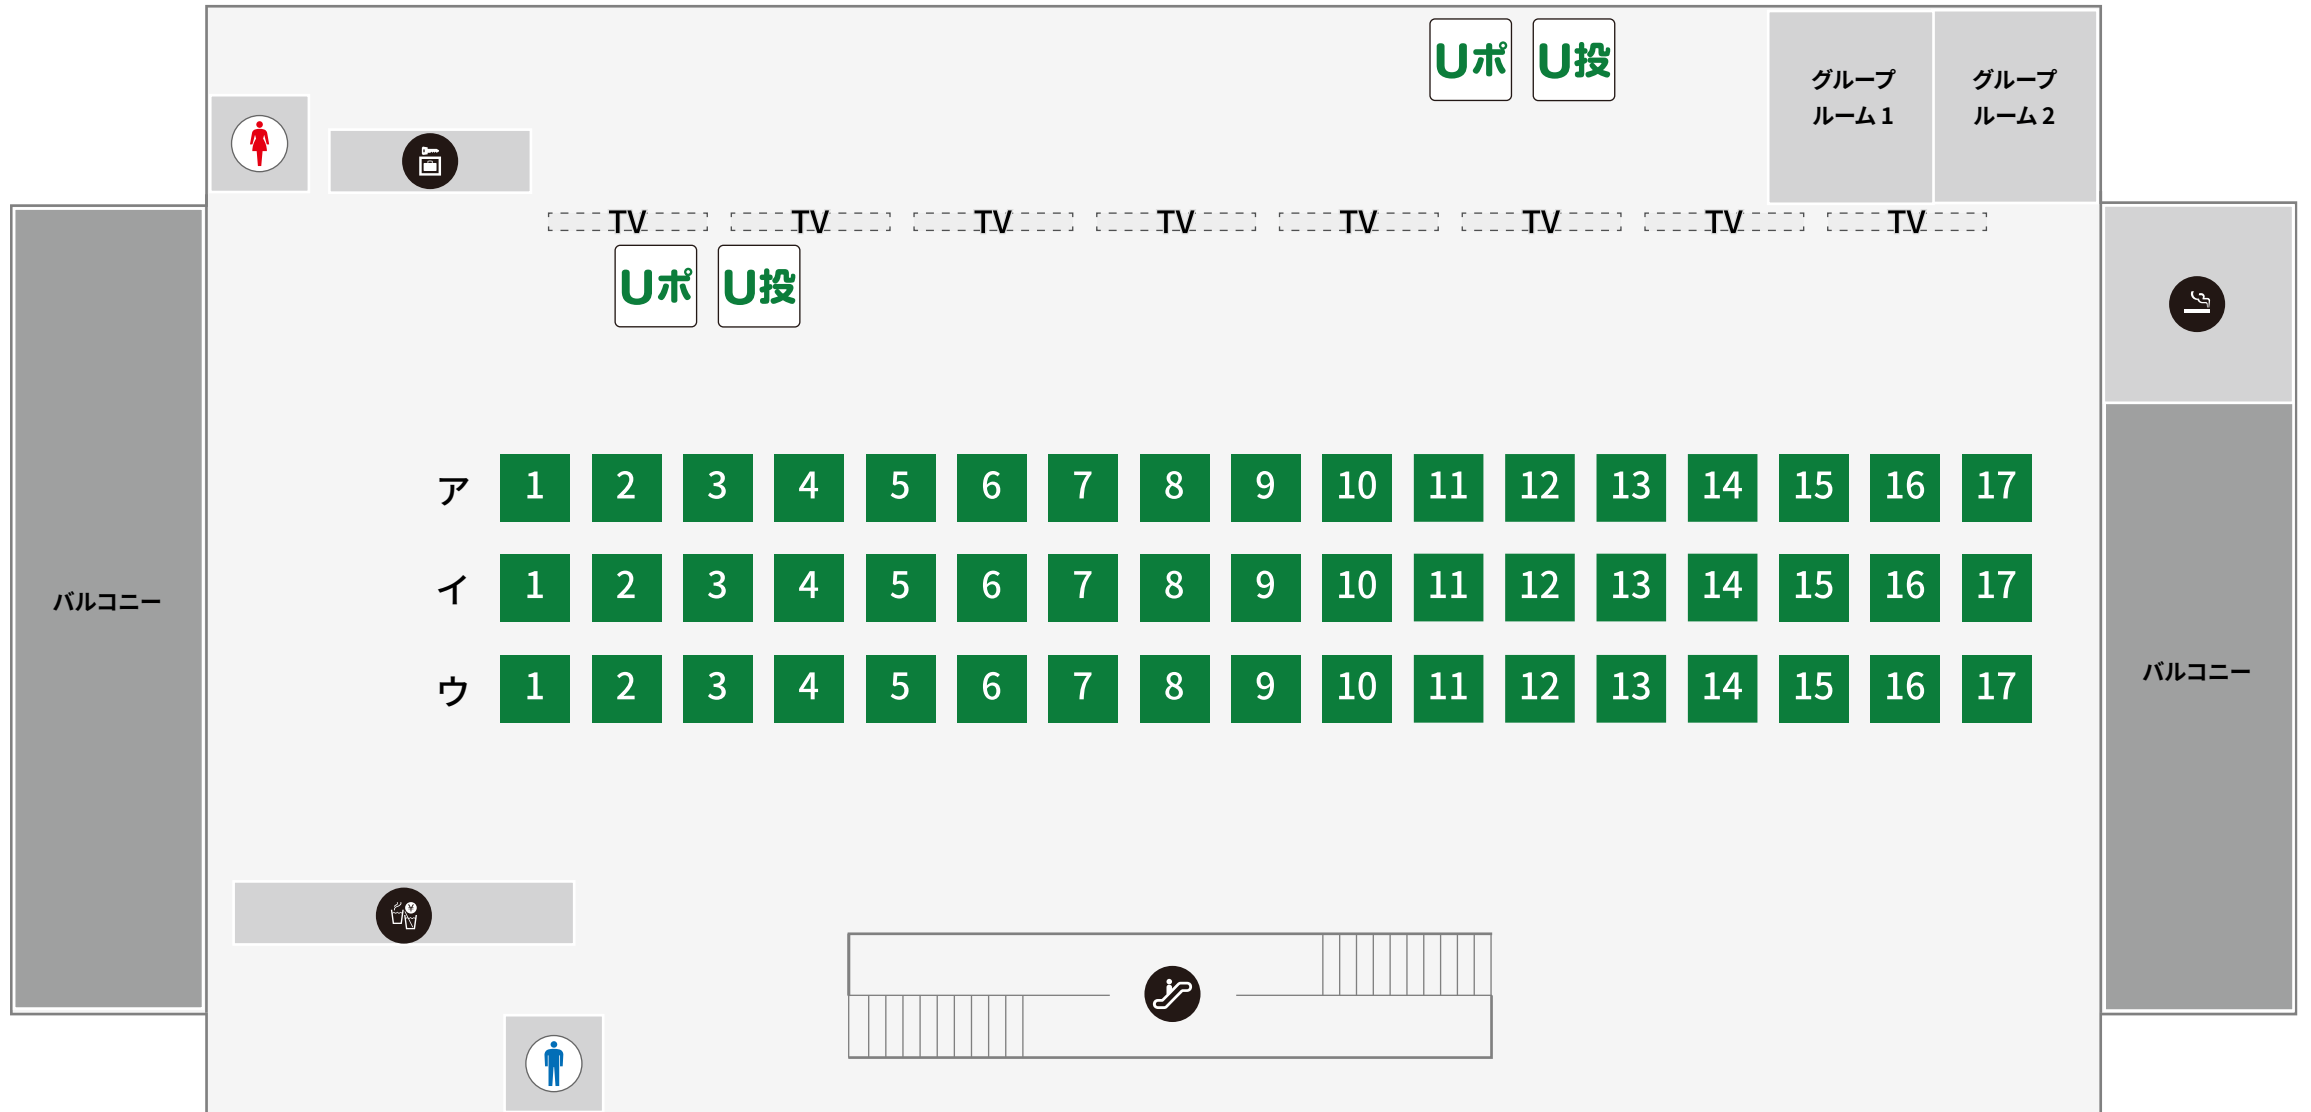 Uポ U投
グループ
ルーム 1
グループ
ルーム 2
TV TV TV TV TV TV TV TV
Uポ U投
ア 1 2 3 4 5 6 7 8 9 10 11 12 13 14 15 16 17
イ 1 2 3 4 5 6 7 8 9 10 11 12 13 14 15 16 17
バルコニー
ウ 1 2 3 4 5 6 7 8 9 10 11 12 13 14 15 16 17
バルコニー
¥